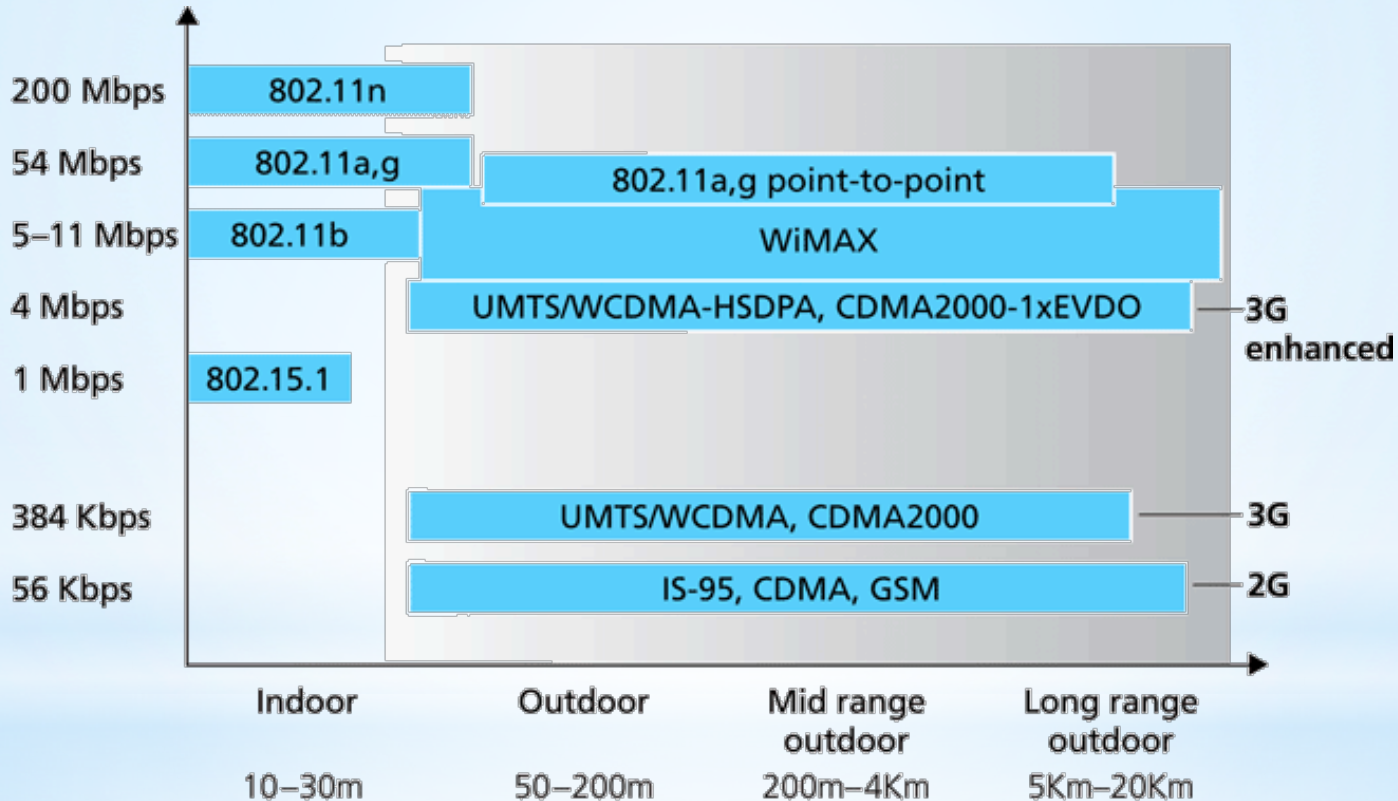 200 Mbps
802.11n
54 Mbps
802.11a,g
802.11a,g point-to-point
5–11 Mbps
802.11b
WiMAX
4 Mbps
UMTS/WCDMA-HSDPA, CDMA2000-1xEVDO
3G
enhanced
1 Mbps
802.15.1
384 Kbps
UMTS/WCDMA, CDMA2000
3G
56 Kbps
IS-95, CDMA, GSM
2G
Indoor
10–30m
Outdoor
50–200m
Mid range
outdoor
200m–4Km
Long range
outdoor
5Km–20Km